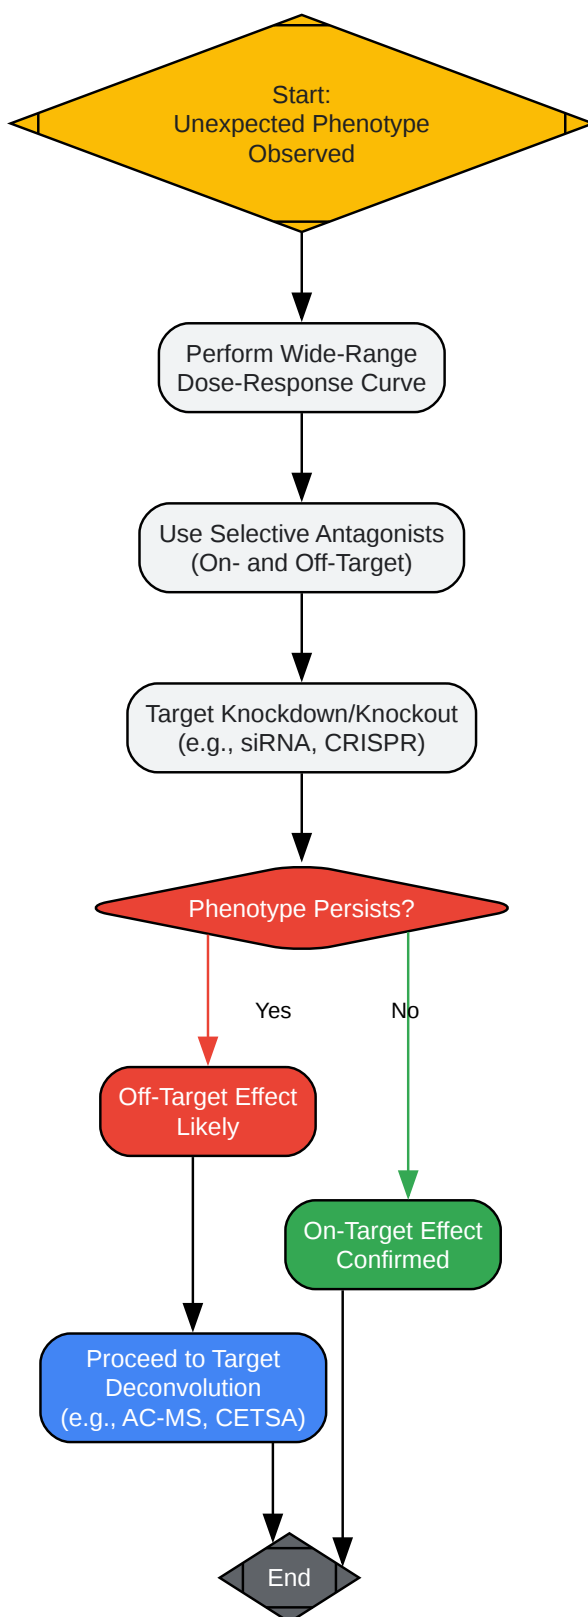 Start:
Unexpected Phenotype
Observed
Perform Wide-Range
Dose-Response Curve
Use Selective Antagonists
(On- and Off-Target)
Target Knockdown/Knockout
(e.g., siRNA, CRISPR)
Phenotype Persists?
Yes
No
Off-Target Effect
Likely
On-Target Effect
Confirmed
Proceed to Target
Deconvolution
(e.g., AC-MS, CETSA)
End